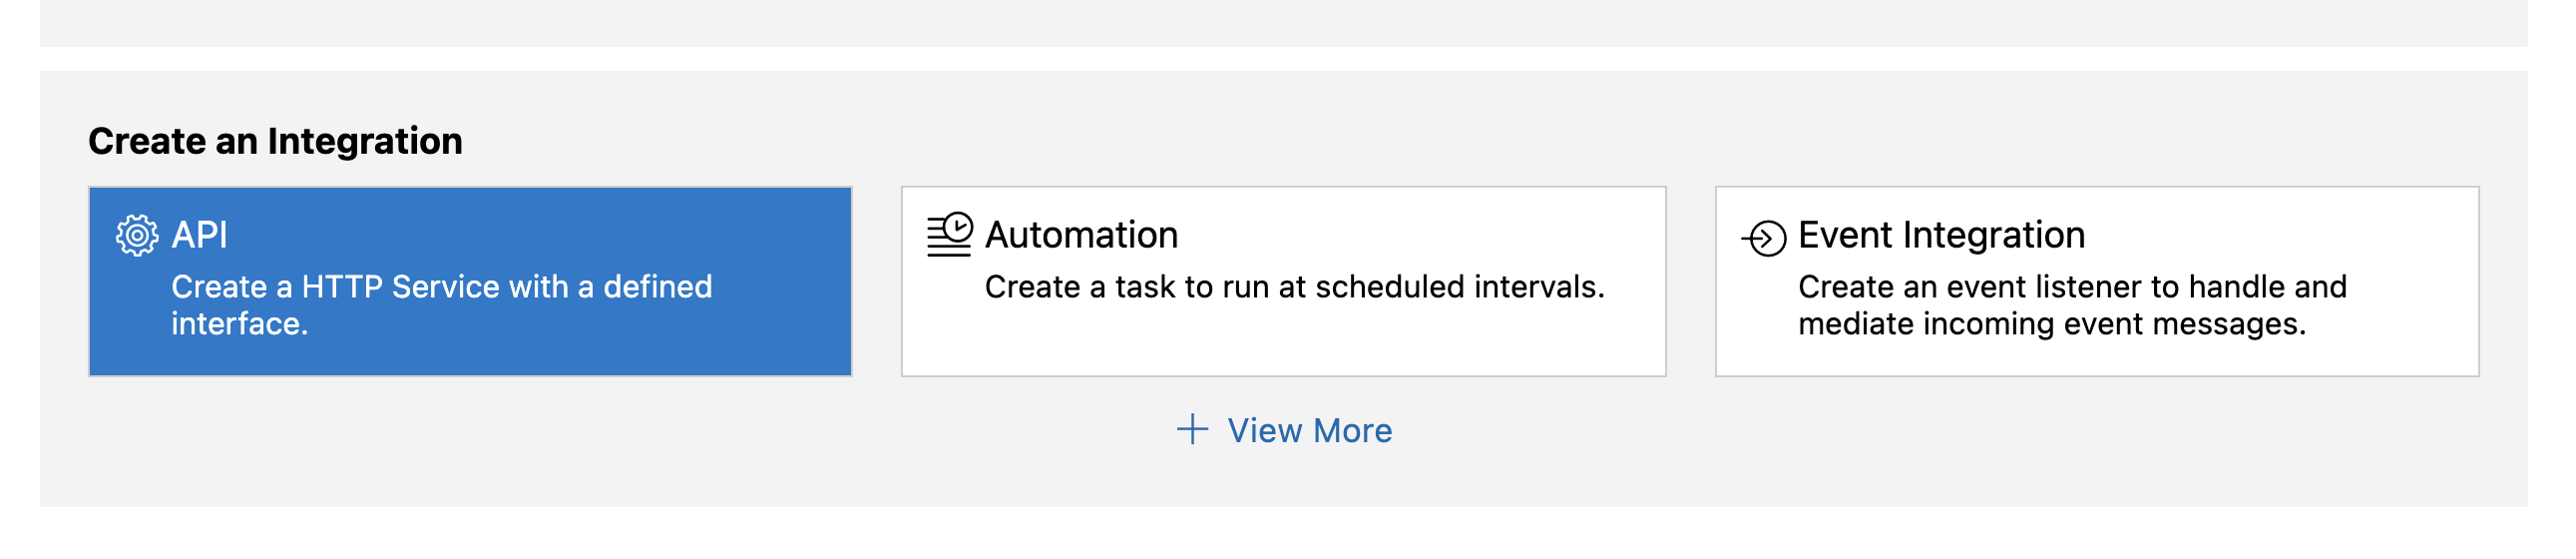 Create an Integration
API
Create a HTTP Service with a defined
interface.
Automation
Create a task to run at scheduled intervals.
Event Integration
Create an event listener to handle and
mediate incoming event messages.
+ View More